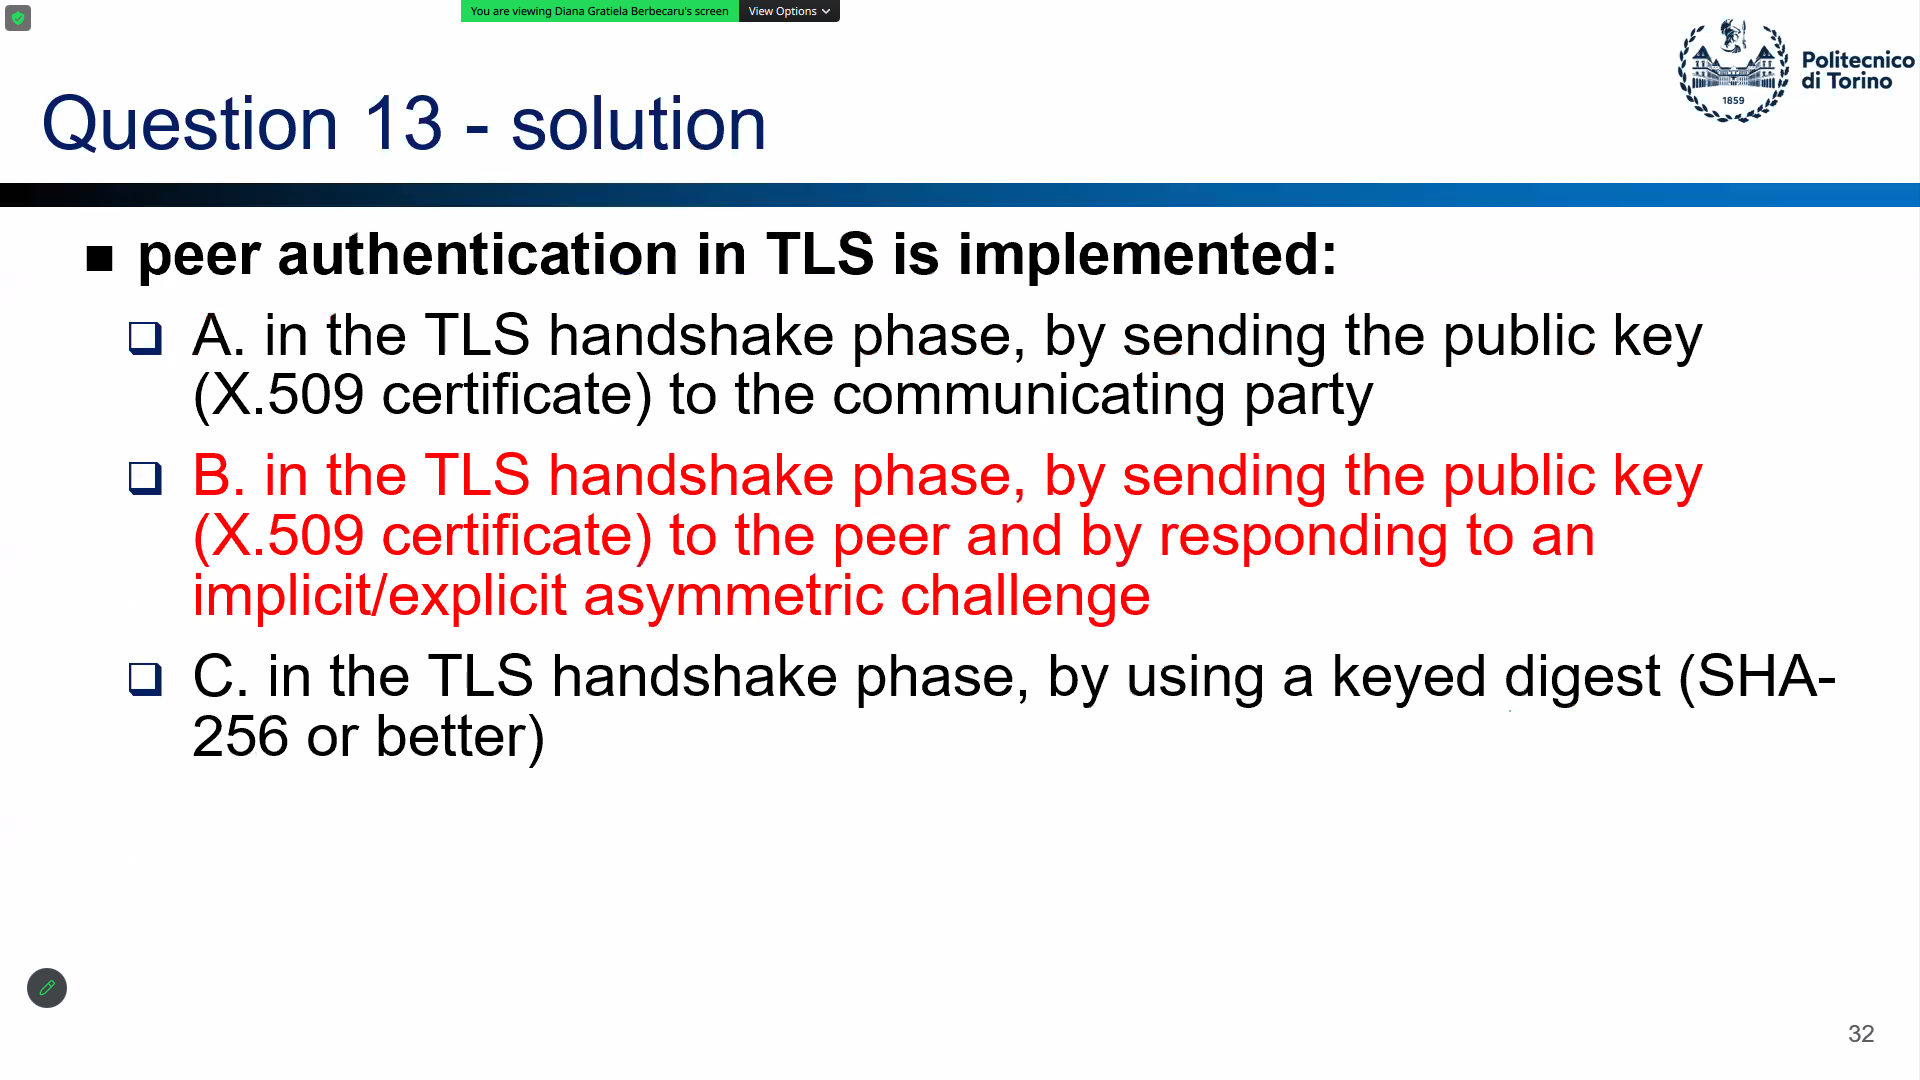 You are viewing Diana Gratiela Berbecaru's screen View Options
Politecnico
di Torino
1859
Question 13 - solution
peer authentication in TLS is implemented:
A. in the TLS handshake phase, by sending the public key
(X.509 certificate) to the communicating party
B. in the TLS handshake phase, by sending the public key
(X.509 certificate) to the peer and by responding to an
implicit/explicit asymmetric challenge
C. in the TLS handshake phase, by using a keyed digest (SHA-
256 or better)
32